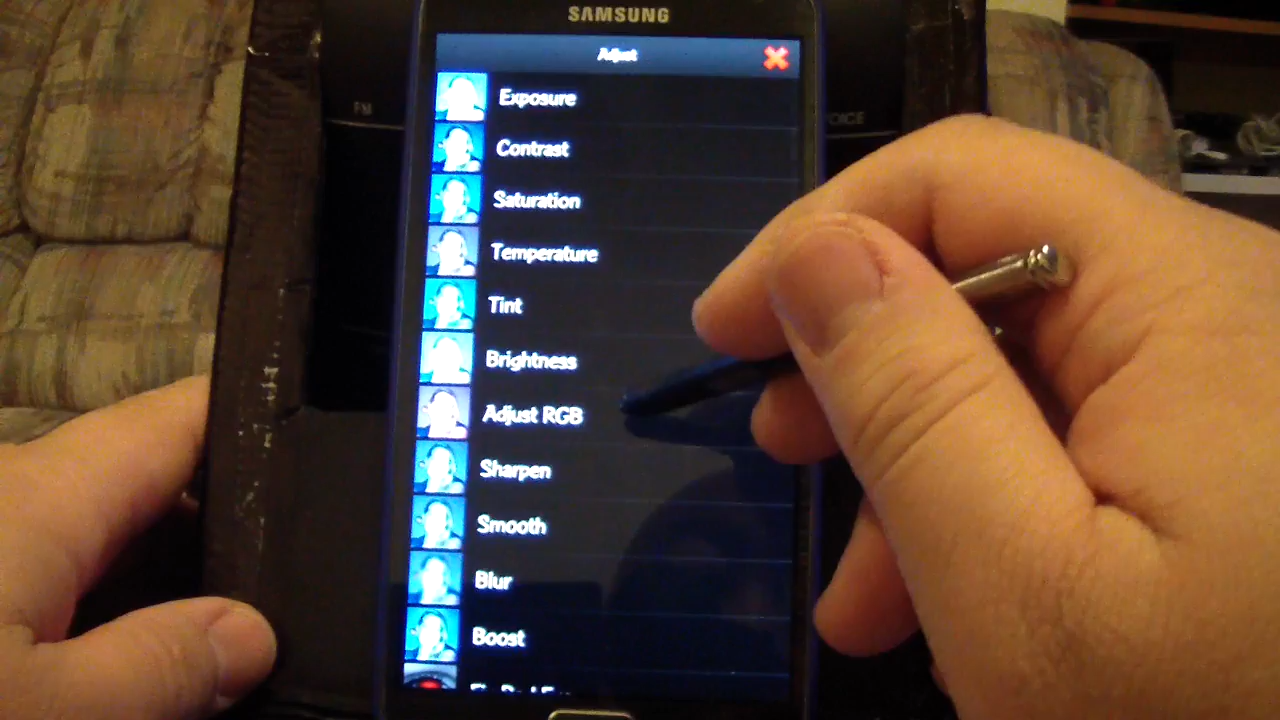 SAMSUNG
Adjust
Exposure
Contrast
Saturation
Temperature
Tint
Brightness
Adjust RGB
Sharpen
Smooth
Blur
Boost